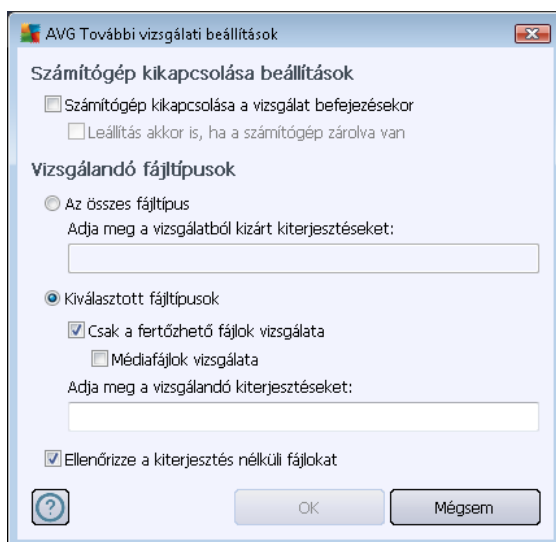 AVG További vizsgálati beállítások
Számítógép kikapcsolása beállítások
Számítógép kikapcsolása a vizsgálat befejezésekor
Leállítás akkor is, ha a számítógép zárolva van
Vizsgálandó fájltípusok
Az összes fájltípus
Adja meg a vizsgálatból kizárt kiterjesztéseket:
Kiválasztott fájltípusok
Csak a fertőzhető fájlok vizsgálata
Médiafájlok vizsgálata
Adja meg a vizsgálandó kiterjesztéseket:
Ellenőrizze a kiterjesztés nélküli fájlokat
?
OK
Mégsem